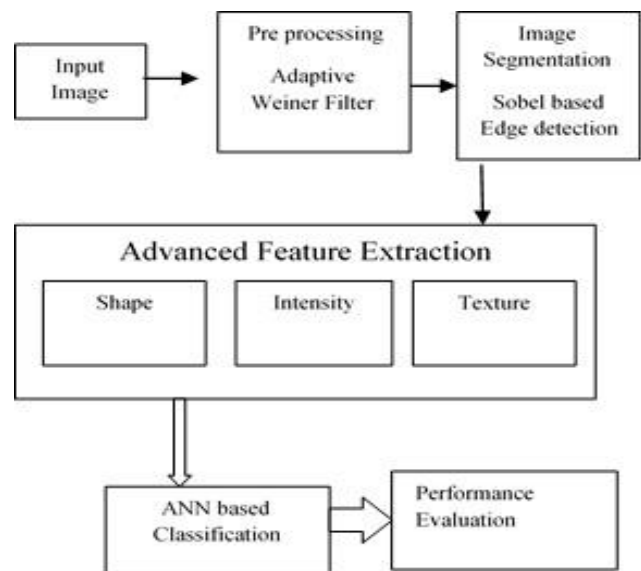 Input
Image
Pre processing
Adaptive
Weiner Filter
Image
Segmentation
Sobel based
Edge detection
Advanced Feature Extraction
Shape
Intensity
Texture
ANN based
Classification
Performance
Evaluation